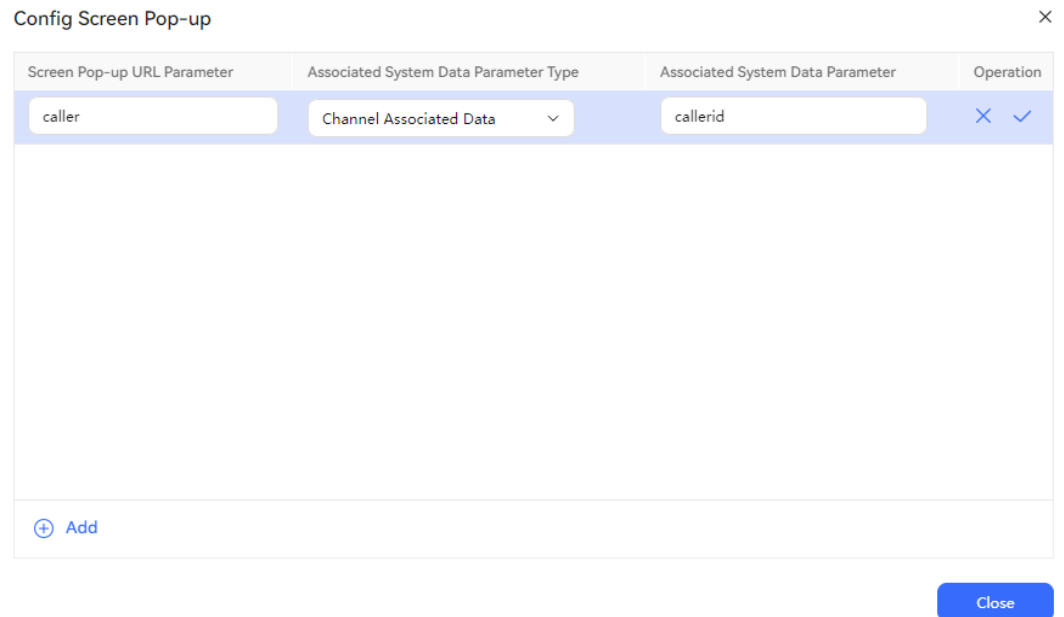 Config Screen Pop-up
Screen Pop-up URL Parameter Associated System Data Parameter Type Associated System Data Parameter Operation
caller Channel Associated Data callerid
Add
Close